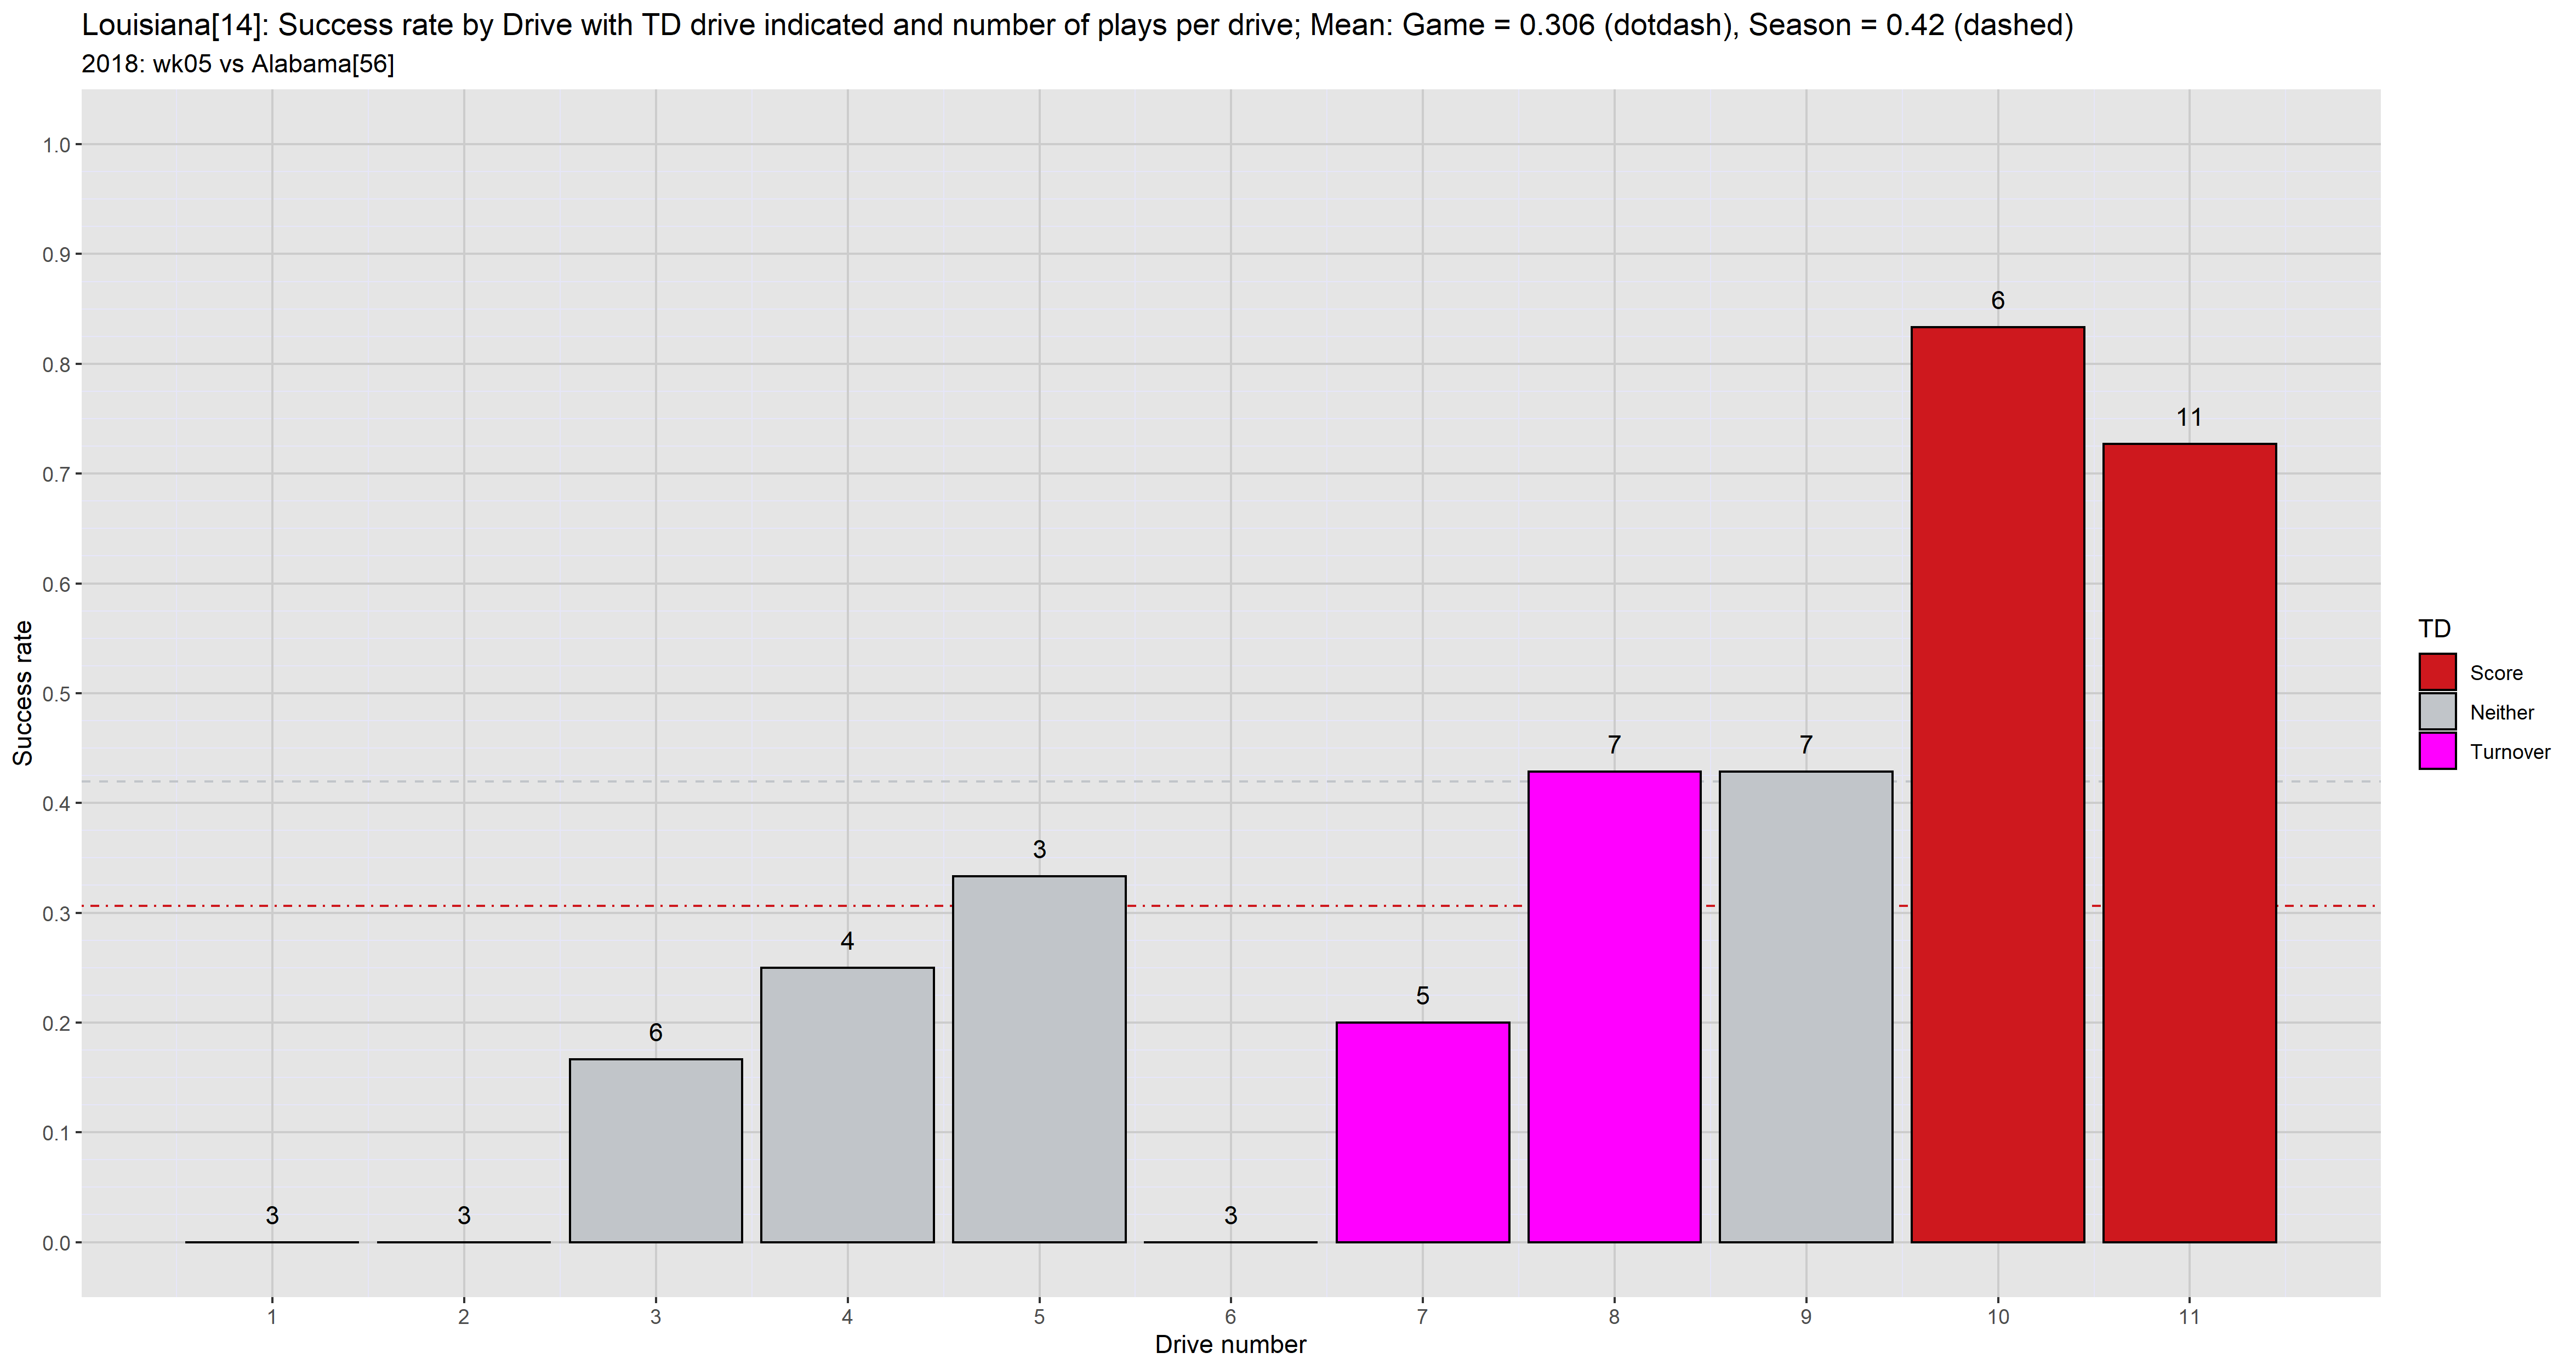 Louisiana[14]: Success rate by Drive with TD drive indicated and number of plays per drive; Mean: Game = 0.306 (dotdash), Season = 0.42 (dashed)
2018: wk05 vs Alabama[56]
1.0
0.9
0.8
0.7
0.6
0.5
0.4
0.3
0.2
0.1
0.0
Success rate
3
3
6
4
3
3
5
7
7
6
11
1 2 3 4 5 6 7 8 9 10 11
Drive number
TD
Score
Neither
Turnover